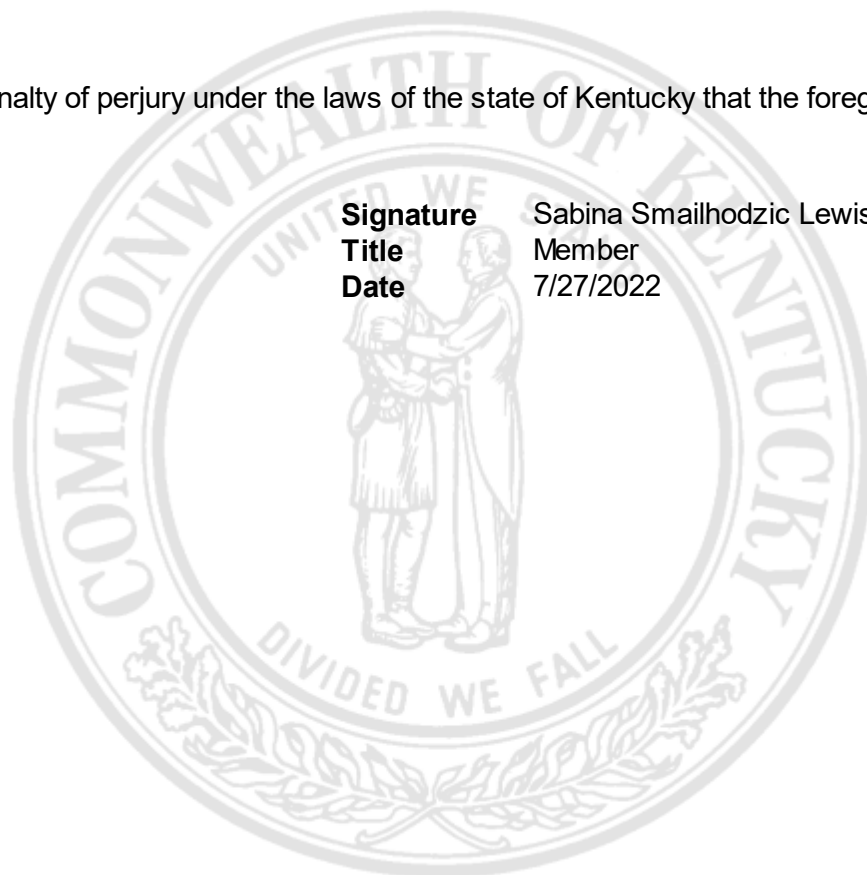 nalty of perjury under the laws of the state of Kentucky that the foreg
Signature Sabina Smailhodzic Lewis
Title Member
Date 7/27/2022
COMMONWEALTH OF KENTUCKY
UNITED WE STAND
DIVIDED WE FALL